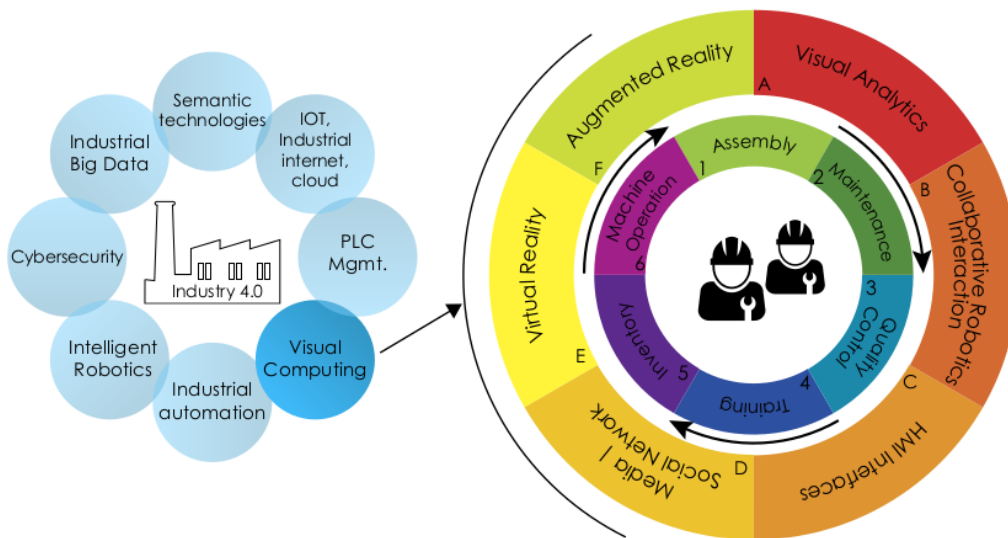 Semantic
technologies
IOT,
Industrial
internet,
cloud
PLC
Mgmt.
Visual
Computing
Industrial
automation
Intelligent
Robotics
Cybersecurity
Industrial
Big Data
Industry 4.0
A
Visual Analytics
B
Collaborative Robotics
Interaction
C
HMI Interfaces
D
Media /
Social Network
E
Virtual Reality
F
Augmented Reality
1
Assembly
2
Maintenance
3
Quality
Control
4
Training
5
Inventory
6
Machine
Operation